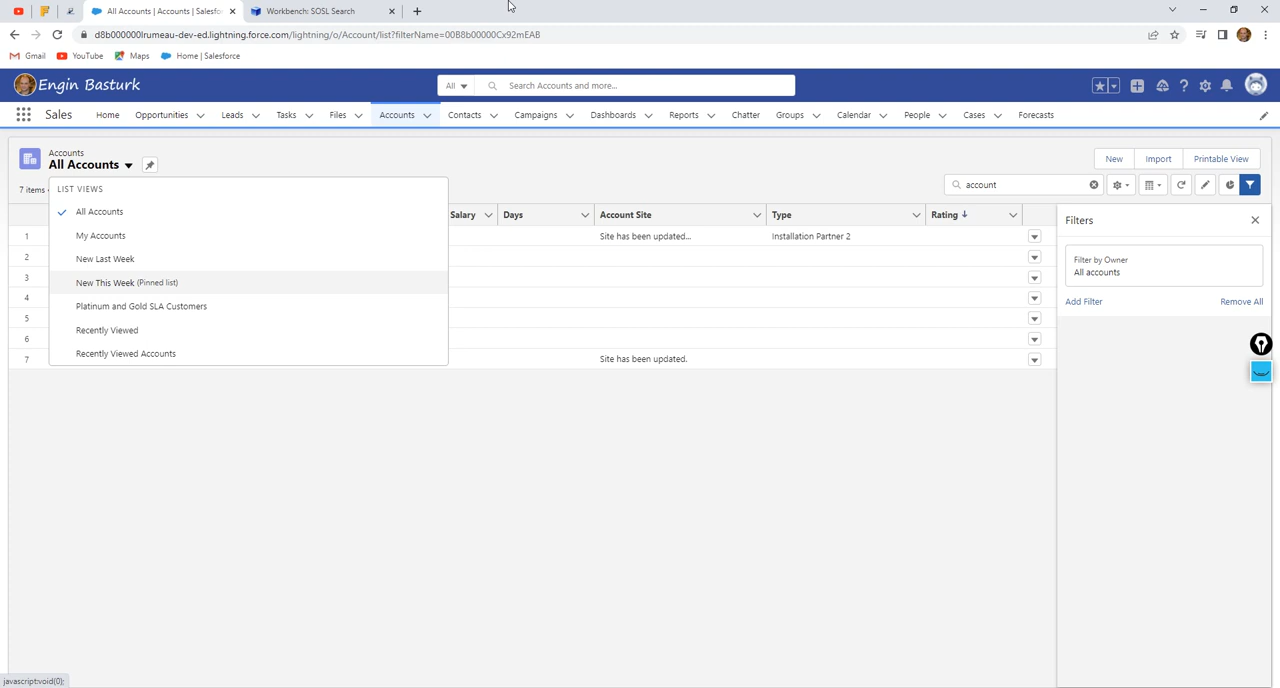 All Accounts | Accounts | Salesfo
Workbench: SOSL Search
d8b000000lrumeau-dev-ed.lightning.force.com/lightning/o/Account/list?filterName=00B8b00000Cx92mEAB
Gmail
YouTube
Maps
Home | Salesforce
Engin Basturk
All
Search Accounts and more...
Sales
Home
Opportunities
Leads
Tasks
Files
Accounts
Contacts
Campaigns
Dashboards
Reports
Chatter
Groups
Calendar
People
Cases
Forecasts
Accounts
All Accounts
New
Import
Printable View
7 items
account
LIST VIEWS
All Accounts
My Accounts
New Last Week
New This Week (Pinned list)
Platinum and Gold SLA Customers
Recently Viewed
Recently Viewed Accounts
Salary
Days
Account Site
Type
Rating
1
Site has been updated...
Installation Partner 2
2
3
4
5
6
7
Site has been updated.
Filters
Filter by Owner
All accounts
Add Filter
Remove All
javascript:void(0);